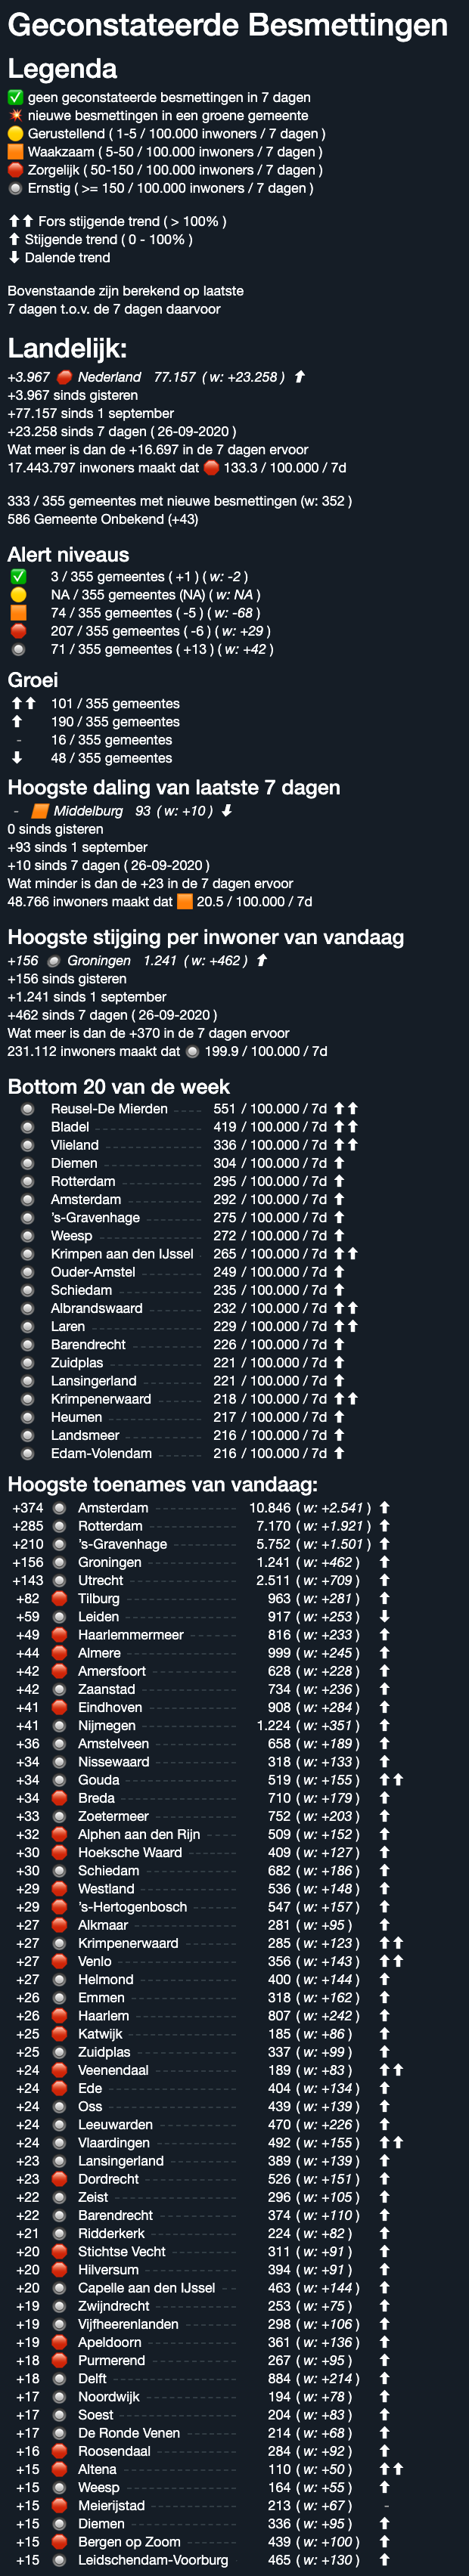 Geconstateerde Besmettingen
Legenda
✅ geen geconstateerde besmettingen in 7 dagen
💥 nieuwe besmettingen in een groene gemeente
🟡 Gerustellend ( 1-5 / 100.000 inwoners / 7 dagen )
🟧 Waakzaam ( 5-50 / 100.000 inwoners / 7 dagen )
🛑 Zorgelijk ( 50-150 / 100.000 inwoners / 7 dagen )
🔘 Ernstig ( >= 150 / 100.000 inwoners / 7 dagen )
⬆⬆ Fors stijgende trend ( > 100% )
⬆ Stijgende trend ( 0 - 100% )
⬇ Dalende trend
Bovenstaande zijn berekend op laatste
7 dagen t.o.v. de 7 dagen daarvoor
Landelijk:
+3.967 🛑 Nederland 77.157 ( w: +23.258 ) ⬆
+3.967 sinds gisteren
+77.157 sinds 1 september
+23.258 sinds 7 dagen ( 26-09-2020 )
Wat meer is dan de +16.697 in de 7 dagen ervoor
17.443.797 inwoners maakt dat 🛑 133.3 / 100.000 / 7d
333 / 355 gemeentes met nieuwe besmettingen (w: 352 )
586 Gemeente Onbekend (+43)
Alert niveaus
✅ 3 / 355 gemeentes ( +1 ) ( w: -2 )
🟡 NA / 355 gemeentes (NA) ( w: NA )
🟧 74 / 355 gemeentes ( -5 ) ( w: -68 )
🛑 207 / 355 gemeentes ( -6 ) ( w: +29 )
🔘 71 / 355 gemeentes ( +13 ) ( w: +42 )
Groei
⬆⬆ 101 / 355 gemeentes
⬆ 190 / 355 gemeentes
- 16 / 355 gemeentes
⬇ 48 / 355 gemeentes
Hoogste daling van laatste 7 dagen
- 🟧 Middelburg 93 ( w: +10 ) ⬇
0 sinds gisteren
+93 sinds 1 september
+10 sinds 7 dagen ( 26-09-2020 )
Wat minder is dan de +23 in de 7 dagen ervoor
48.766 inwoners maakt dat 🟧 20.5 / 100.000 / 7d
Hoogste stijging per inwoner van vandaag
+156 🔘 Groningen 1.241 ( w: +462 ) ⬆
+156 sinds gisteren
+1.241 sinds 1 september
+462 sinds 7 dagen ( 26-09-2020 )
Wat meer is dan de +370 in de 7 dagen ervoor
231.112 inwoners maakt dat 🔘 199.9 / 100.000 / 7d
Bottom 20 van de week
🔘 Reusel-De Mierden 551 / 100.000 / 7d ⬆⬆
🔘 Bladel 419 / 100.000 / 7d ⬆⬆
🔘 Vlieland 336 / 100.000 / 7d ⬆⬆
🔘 Diemen 304 / 100.000 / 7d ⬆
🔘 Rotterdam 295 / 100.000 / 7d ⬆
🔘 Amsterdam 292 / 100.000 / 7d ⬆
🔘 's-Gravenhage 275 / 100.000 / 7d ⬆
🔘 Weesp 272 / 100.000 / 7d ⬆
🔘 Krimpen aan den IJssel 265 / 100.000 / 7d ⬆⬆
🔘 Ouder-Amstel 249 / 100.000 / 7d ⬆
🔘 Schiedam 235 / 100.000 / 7d ⬆
🔘 Albrandswaard 232 / 100.000 / 7d ⬆⬆
🔘 Laren 229 / 100.000 / 7d ⬆⬆
🔘 Barendrecht 226 / 100.000 / 7d ⬆
🔘 Zuidplas 221 / 100.000 / 7d ⬆
🔘 Lansingerland 221 / 100.000 / 7d ⬆
🔘 Krimpenerwaard 218 / 100.000 / 7d ⬆⬆
🔘 Heumen 217 / 100.000 / 7d ⬆
🔘 Landsmeer 216 / 100.000 / 7d ⬆
🔘 Edam-Volendam 216 / 100.000 / 7d ⬆
Hoogste toenames van vandaag:
+374 🔘 Amsterdam 10.846 ( w: +2.541 ) ⬆
+285 🔘 Rotterdam 7.170 ( w: +1.921 ) ⬆
+210 🔘 's-Gravenhage 5.752 ( w: +1.501 ) ⬆
+156 🔘 Groningen 1.241 ( w: +462 ) ⬆
+143 🔘 Utrecht 2.511 ( w: +709 ) ⬆
+82 🛑 Tilburg 963 ( w: +281 ) ⬆
+59 🔘 Leiden 917 ( w: +253 ) ⬇
+49 🛑 Haarlemmermeer 816 ( w: +233 ) ⬆
+44 🛑 Almere 999 ( w: +245 ) ⬆
+42 🛑 Amersfoort 628 ( w: +228 ) ⬆
+42 🔘 Zaanstad 734 ( w: +236 ) ⬆
+41 🛑 Eindhoven 908 ( w: +284 ) ⬆
+41 🔘 Nijmegen 1.224 ( w: +351 ) ⬆
+36 🔘 Amstelveen 658 ( w: +189 ) ⬆
+34 🔘 Nissewaard 318 ( w: +133 ) ⬆
+34 🔘 Gouda 519 ( w: +155 ) ⬆⬆
+34 🛑 Breda 710 ( w: +179 ) ⬆
+33 🔘 Zoetermeer 752 ( w: +203 ) ⬆
+32 🛑 Alphen aan den Rijn 509 ( w: +152 ) ⬆
+30 🛑 Hoeksche Waard 409 ( w: +127 ) ⬆
+30 🔘 Schiedam 682 ( w: +186 ) ⬆
+29 🛑 Westland 536 ( w: +148 ) ⬆
+29 🛑 's-Hertogenbosch 547 ( w: +157 ) ⬆
+27 🛑 Alkmaar 281 ( w: +95 ) ⬆
+27 🔘 Krimpenerwaard 285 ( w: +123 ) ⬆⬆
+27 🛑 Venlo 356 ( w: +143 ) ⬆⬆
+27 🔘 Helmond 400 ( w: +144 ) ⬆
+26 🔘 Emmen 318 ( w: +162 ) ⬆
+26 🛑 Haarlem 807 ( w: +242 ) ⬆
+25 🛑 Katwijk 185 ( w: +86 ) ⬆
+25 🔘 Zuidplas 337 ( w: +99 ) ⬆
+24 🛑 Veenendaal 189 ( w: +83 ) ⬆⬆
+24 🛑 Ede 404 ( w: +134 ) ⬆
+24 🔘 Oss 439 ( w: +139 ) ⬆
+24 🔘 Leeuwarden 470 ( w: +226 ) ⬆
+24 🔘 Vlaardingen 492 ( w: +155 ) ⬆⬆
+23 🔘 Lansingerland 389 ( w: +139 ) ⬆
+23 🛑 Dordrecht 526 ( w: +151 ) ⬆
+22 🔘 Zeist 296 ( w: +105 ) ⬆
+22 🔘 Barendrecht 374 ( w: +110 ) ⬆
+21 🔘 Ridderkerk 224 ( w: +82 ) ⬆
+20 🛑 Stichtse Vecht 311 ( w: +91 ) ⬆
+20 🛑 Hilversum 394 ( w: +91 ) ⬆
+20 🔘 Capelle aan den IJssel 463 ( w: +144 ) ⬆
+19 🔘 Zwijndrecht 253 ( w: +75 ) ⬆
+19 🔘 Vijfheerenlanden 298 ( w: +106 ) ⬆
+19 🛑 Apeldoorn 361 ( w: +136 ) ⬆
+18 🛑 Purmerend 267 ( w: +95 ) ⬆
+18 🔘 Delft 884 ( w: +214 ) ⬆
+17 🔘 Noordwijk 194 ( w: +78 ) ⬆
+17 🔘 Soest 204 ( w: +83 ) ⬆
+17 🔘 De Ronde Venen 214 ( w: +68 ) ⬆
+16 🛑 Roosendaal 284 ( w: +92 ) ⬆
+15 🛑 Altena 110 ( w: +50 ) ⬆⬆
+15 🔘 Weesp 164 ( w: +55 ) ⬆
+15 🛑 Meierijstad 213 ( w: +67 ) -
+15 🔘 Diemen 336 ( w: +95 ) ⬆
+15 🛑 Bergen op Zoom 439 ( w: +100 ) ⬆
+15 🔘 Leidschendam-Voorburg 465 ( w: +130 ) ⬆